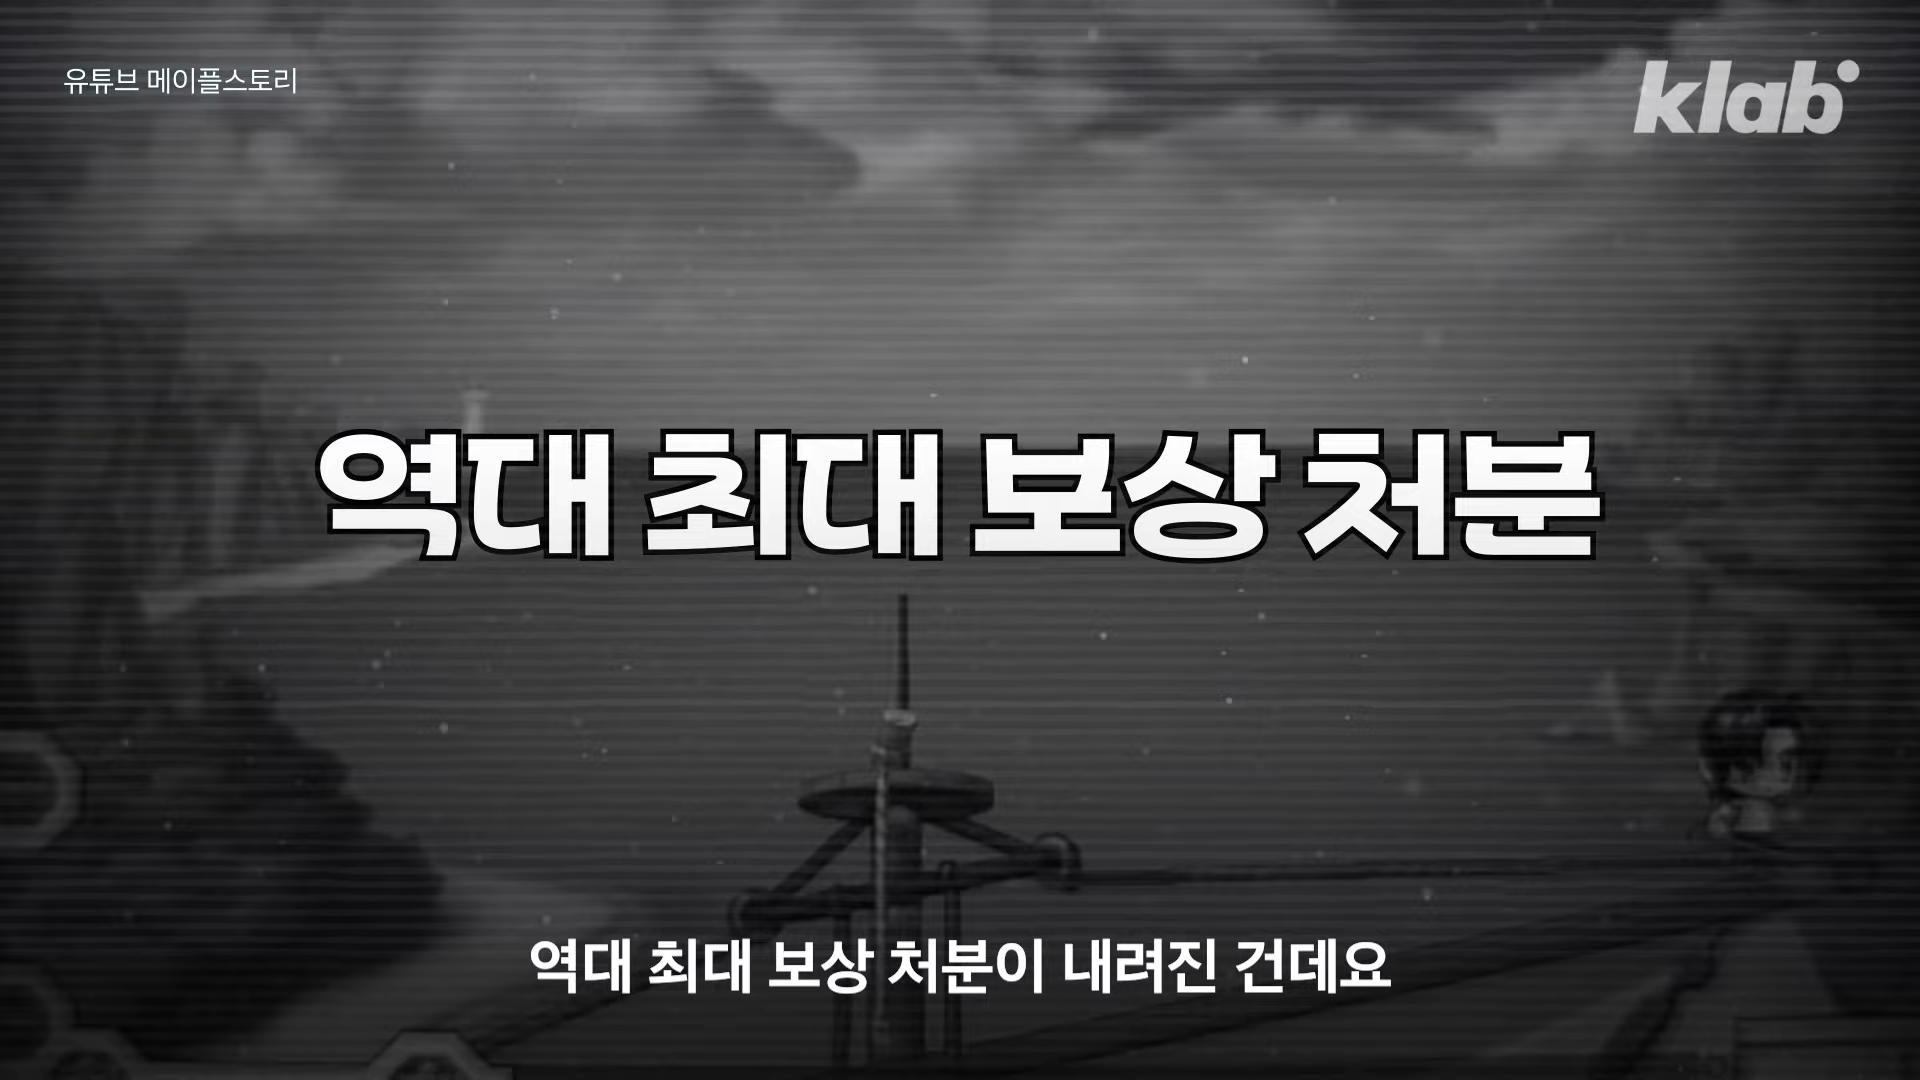 유튜브 메이플스토리
klab
역대 최대 보상 처분
역대 최대 보상 처분이 내려진 건데요